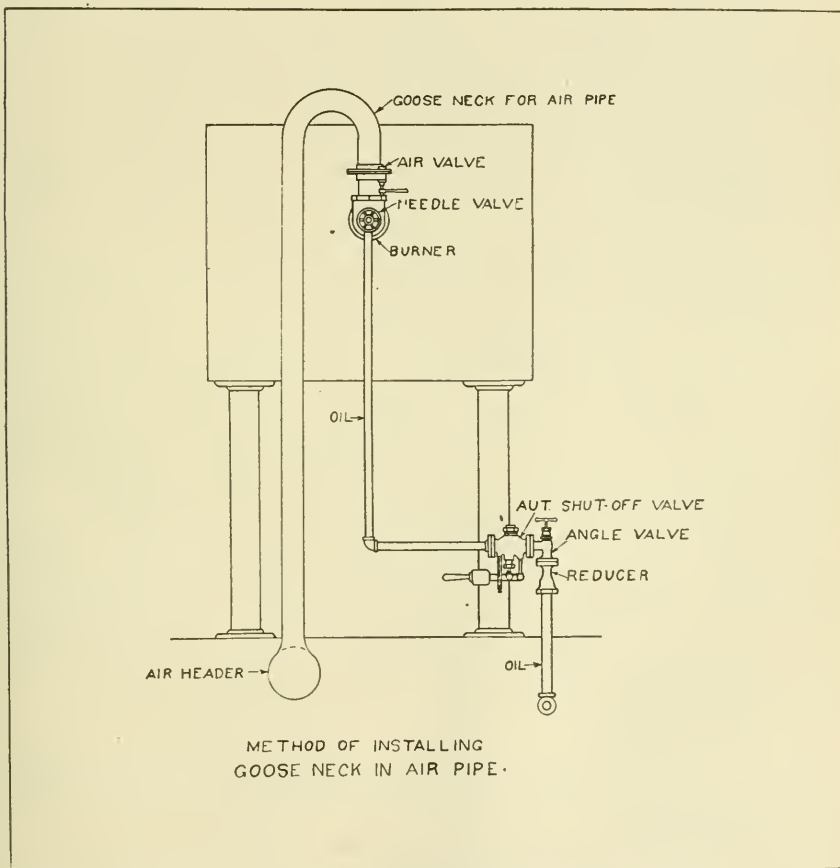 GOOSE NECK FOR AIR PIPE
AIR VALVE
NEEDLE VALVE
BURNER
OIL
AUT. SHUT-OFF VALVE
ANGLE VALVE
REDUCER
AIR HEADER
OIL
METHOD OF INSTALLING
GOOSE NECK IN AIR PIPE.